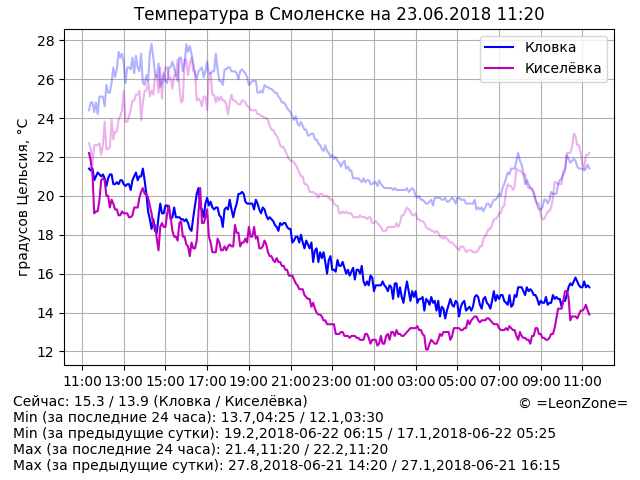 Температура в Смоленске на 23.06.2018 11:20
градусов Цельсия, °C
28
26
24
22
20
18
16
14
12
Кловка
Киселёвка
11:00 13:00 15:00 17:00 19:00 21:00 23:00 01:00 03:00 05:00 07:00 09:00 11:00
Сейчас: 15.3 / 13.9 (Кловка / Киселёвка)
© =LeonZone=
Min (за последние 24 часа): 13.7,04:25 / 12.1,03:30
Min (за предыдущие сутки): 19.2,2018-06-22 06:15 / 17.1,2018-06-22 05:25
Max (за последние 24 часа): 21.4,11:20 / 22.2,11:20
Max (за предыдущие сутки): 27.8,2018-06-21 14:20 / 27.1,2018-06-21 16:15